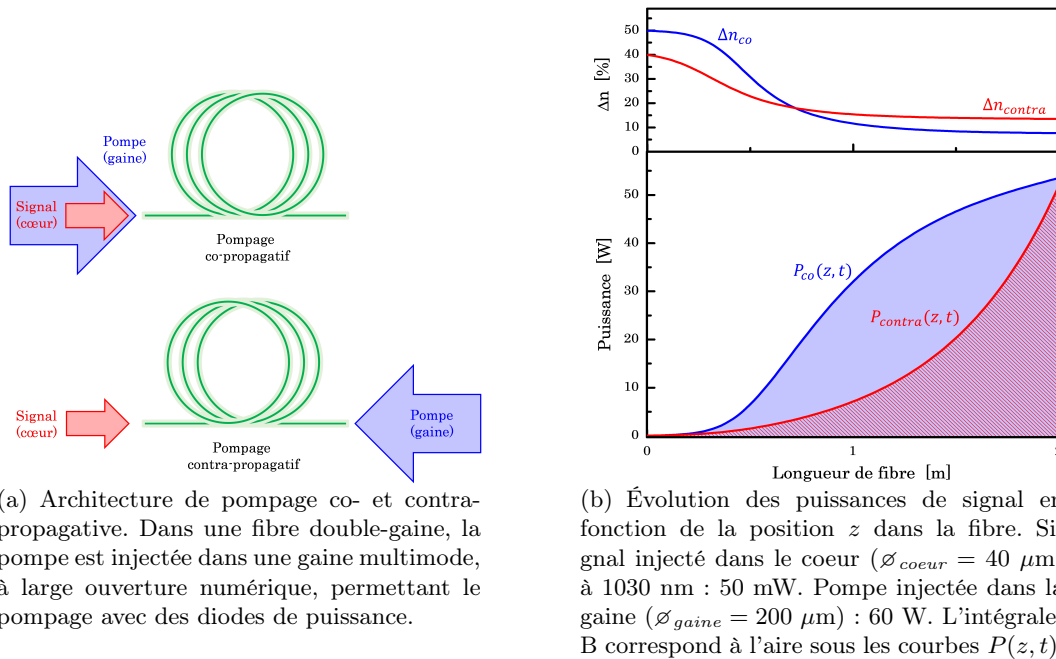 Pompe
(gaine)
Signal
(cœur)
Pompage
co-propagatif
Signal
(cœur)
Pompe
(gaine)
Pompage
contra-propagatif
(a) Architecture de pompage co- et contra-
propagative. Dans une fibre double-gaine, la
pompe est injectée dans une gaine multimode,
à large ouverture numérique, permettant le
pompage avec des diodes de puissance.
Δn [%]
50
40
30
20
10
0
Δn_co
Δn_contra
Puissance [W]
50
40
30
20
10
0
P_co(z, t)
P_contra(z, t)
0 1
Longueur de fibre [m]
(b) Évolution des puissances de signal en
fonction de la position z dans la fibre. Si-
gnal injecté dans le coeur (∅_coeur = 40 μm)
à 1030 nm : 50 mW. Pompe injectée dans la
gaine (∅_gaine = 200 μm) : 60 W. L'intégrale
B correspond à l'aire sous les courbes P(z, t)